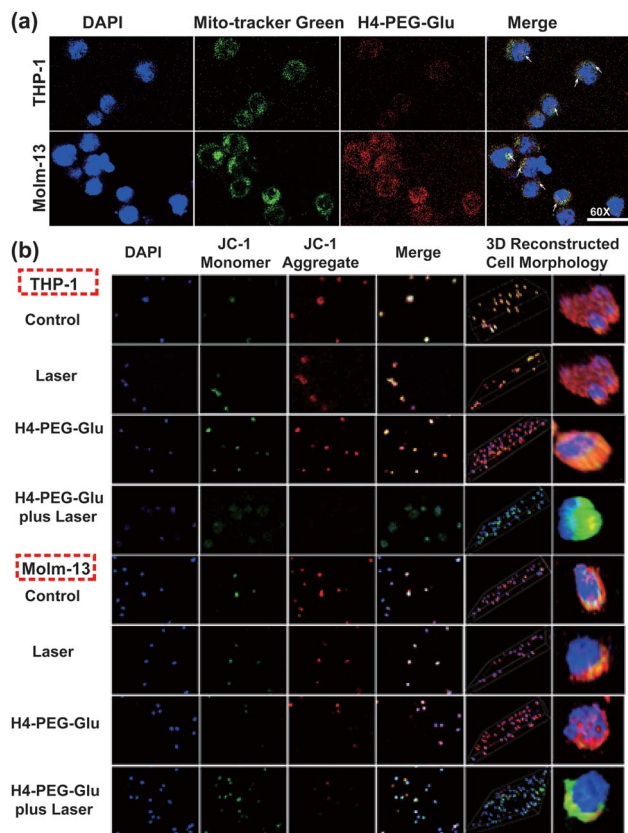 (a)
DAPI Mito-tracker Green H4-PEG-Glu Merge
THP-1
Molm-13
60X
(b)
DAPI JC-1 Monomer JC-1 Aggregate Merge 3D Reconstructed Cell Morphology
THP-1
Control
Laser
H4-PEG-Glu
H4-PEG-Glu
plus Laser
Molm-13
Control
Laser
H4-PEG-Glu
H4-PEG-Glu
plus Laser